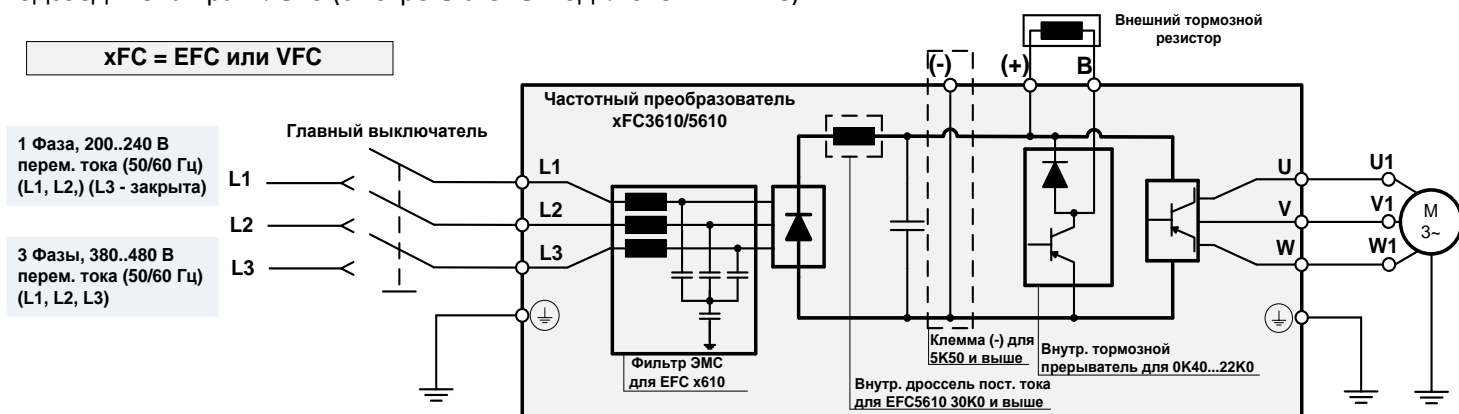 xFC = EFC или VFC
1 Фаза, 200..240 В
перем. тока (50/60 Гц)
(L1, L2,) (L3 - закрыта)
3 Фазы, 380..480 В
перем. тока (50/60 Гц)
(L1, L2, L3)
Главный выключатель
L1
L2
L3
Частотный преобразователь
xFC3610/5610
L1
L2
L3
Фильтр ЭМС
для EFC x610
(-)
(+)
B
Внешний тормозной
резистор
Внутр. дроссель пост. тока
для EFC5610 30K0 и выше
Клемма (-) для
5K50 и выше
Внутр. тормозной
прерыватель для 0K40...22K0
U
V
W
U1
V1
W1
M
3~